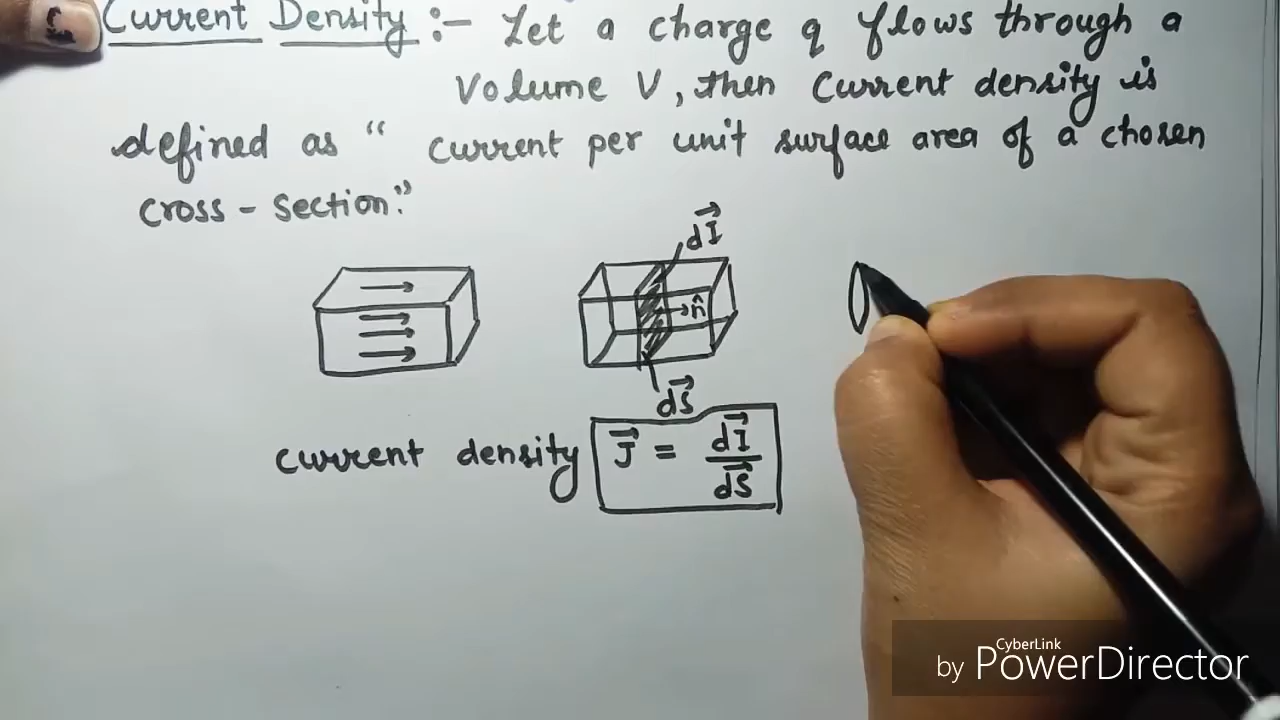 Current Density :- Let a charge q flows through a
Volume V, then Current density is
defined as “ current per unit surface area of a chosen
cross - section.”
dI⃗
n̂
dS⃗
current density J⃗ = dI⃗ / dS⃗
CyberLink
by PowerDirector